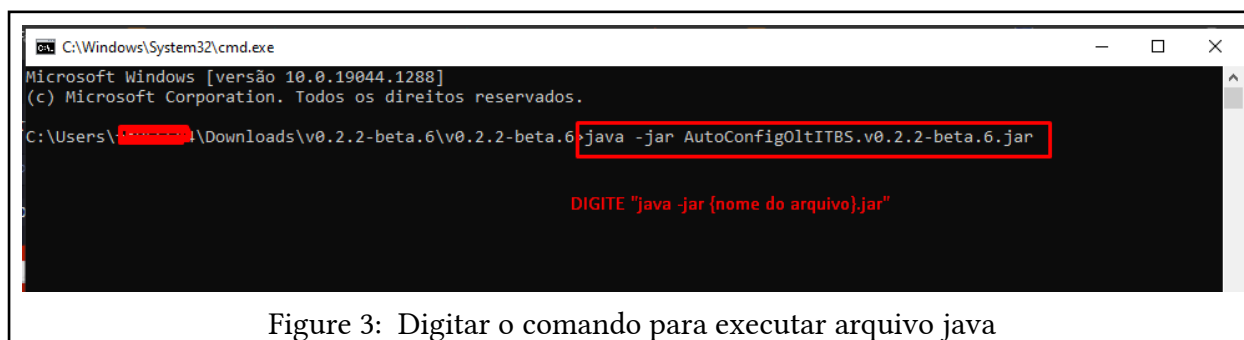 C:\Windows\System32\cmd.exe
Microsoft Windows [versão 10.0.19044.1288]
(c) Microsoft Corporation. Todos os direitos reservados.
C:\Users\ \Downloads\v0.2.2-beta.6\v0.2.2-beta.6>java -jar AutoConfigOltITBS.v0.2.2-beta.6.jar
DIGITE "java -jar {nome do arquivo}.jar"
Figure 3: Digitar o comando para executar arquivo java